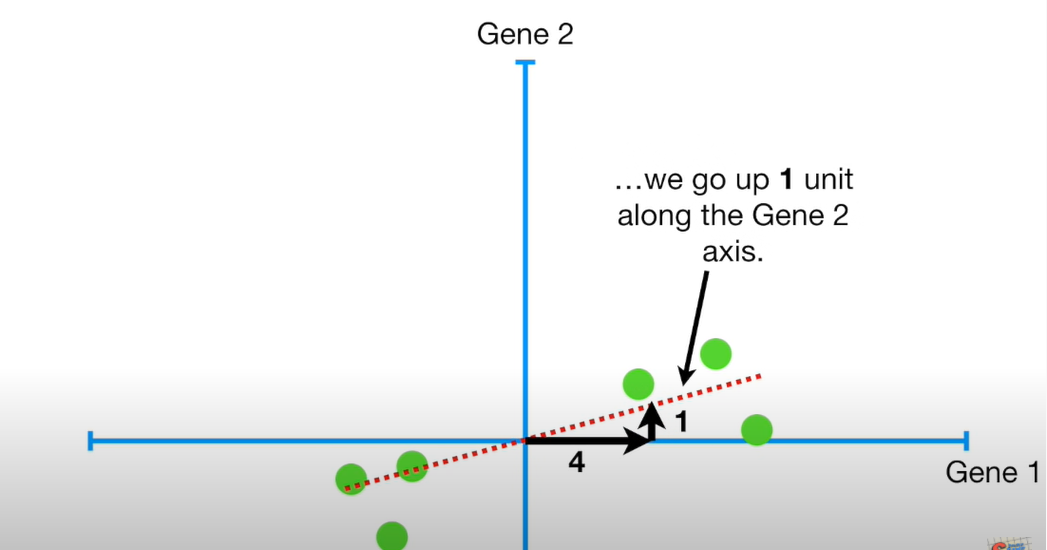 Gene 2
...we go up 1 unit
along the Gene 2
axis.
1
4
Gene 1